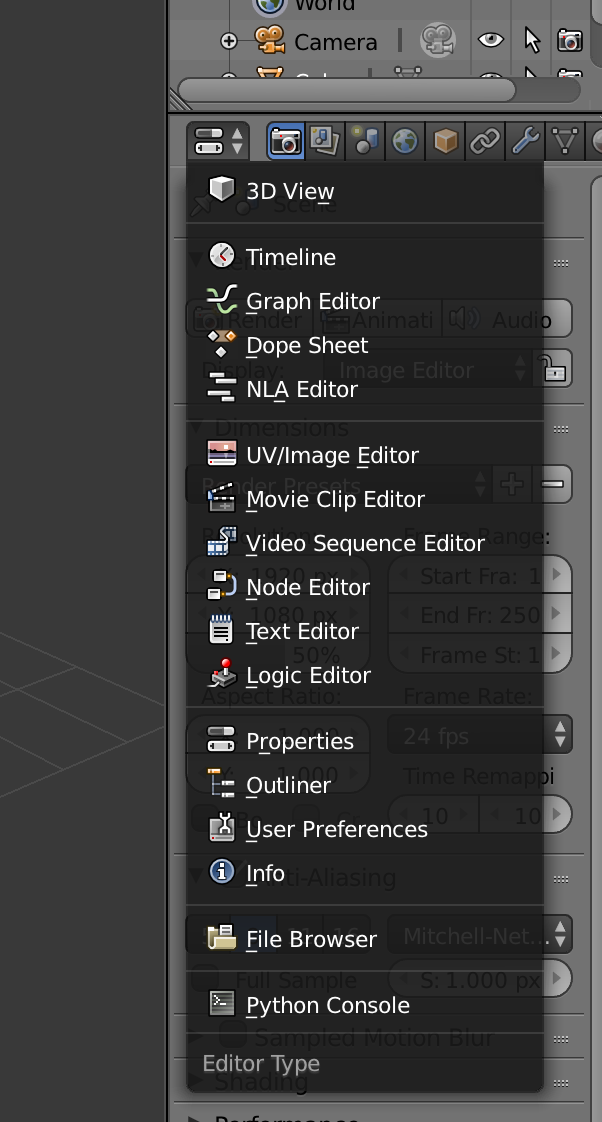 World
Camera
3D View
Scene
Timeline
Graph Editor
Render
Animati
Audio
Dope Sheet
Display:
Image Editor
NLA Editor
Dimensions
UV/Image Editor
Render Presets
Movie Clip Editor
Range:
Video Sequence Editor
1920 px
Start Fra: 1
Node Editor
Y: 1080 px
End Fr: 250
Text Editor
50%
Frame St: 1
Logic Editor
Aspect Ratio:
Frame Rate:
Properties
24 fps
Y: 1.000
Time Remappi
Outliner
10
10
User Preferences
Info
Anti-Aliasing
File Browser
Mitchell-Net...
Full Sample
S: 1.000 px
Python Console
Sampled Motion Blur
Editor Type
Shading
Performance